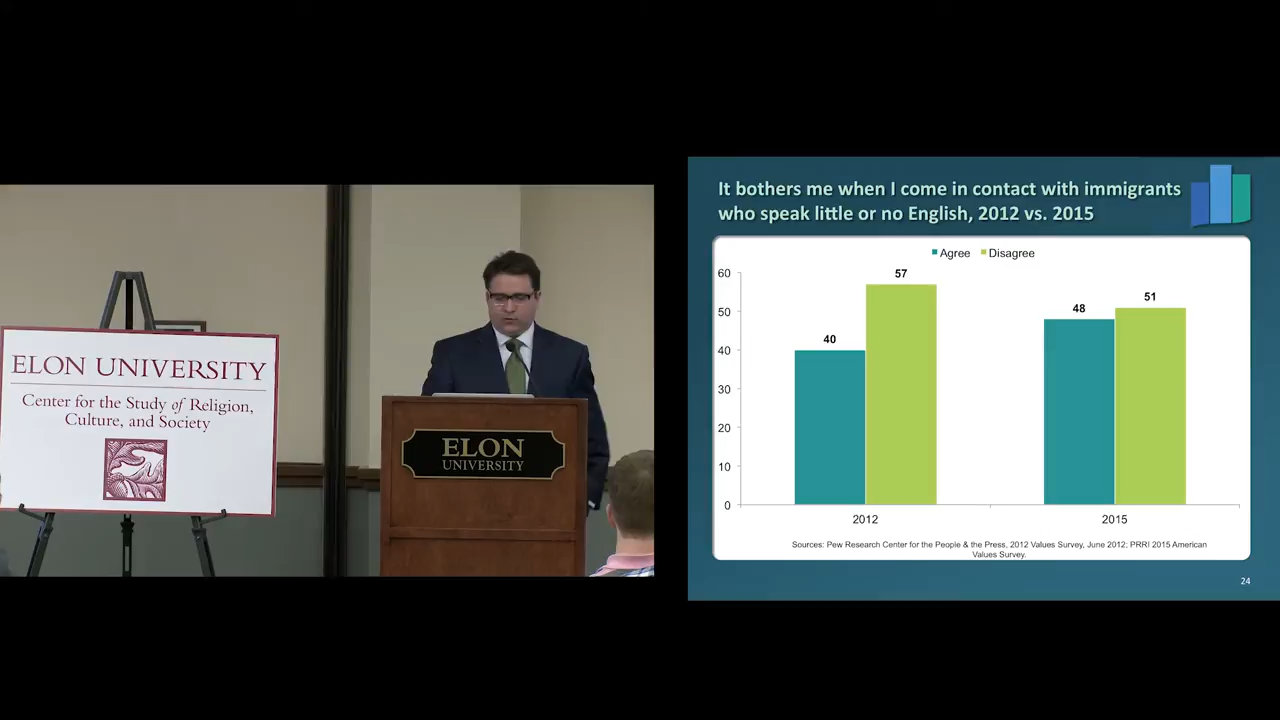 ELON UNIVERSITY
Center for the Study of Religion,
Culture, and Society
ELON
UNIVERSITY
It bothers me when I come in contact with immigrants
who speak little or no English, 2012 vs. 2015
Agree Disagree
60
50
40
30
20
10
0
40
57
48
51
2012
2015
Sources: Pew Research Center for the People & the Press, 2012 Values Survey, June 2012; PRRI 2015 American
Values Survey.
24